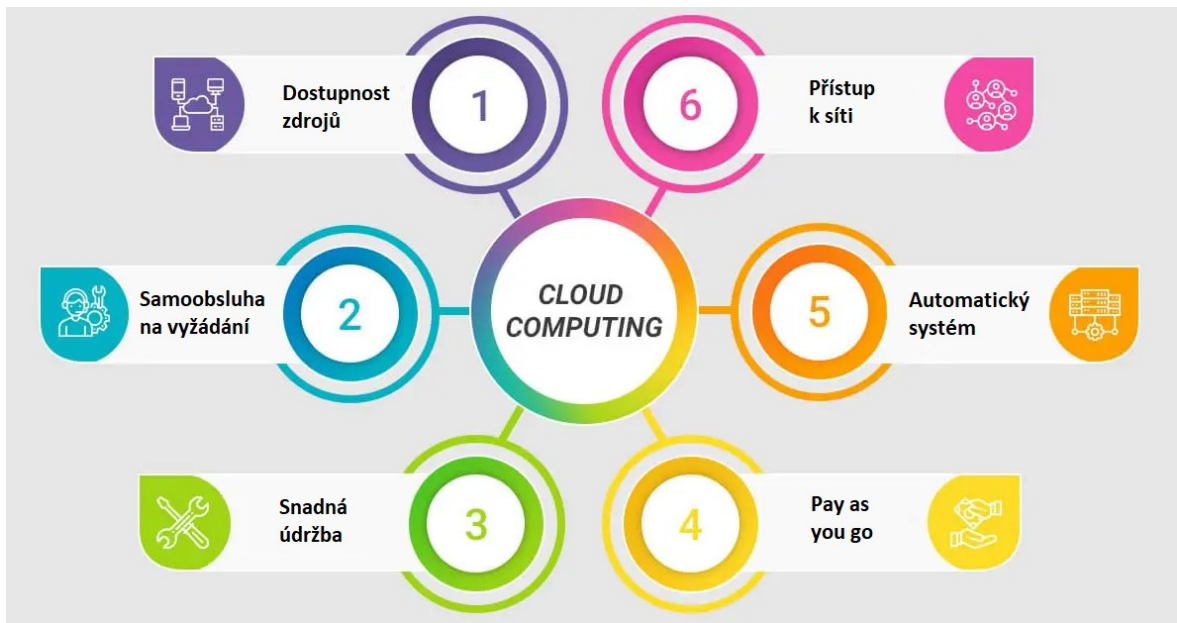 1
Dostupnost
zdrojů
2
Samoobsluha
na vyžádání
3
Snadná
údržba
4
Pay as
you go
5
Automatický
systém
6
Přístup
k síti
CLOUD
COMPUTING